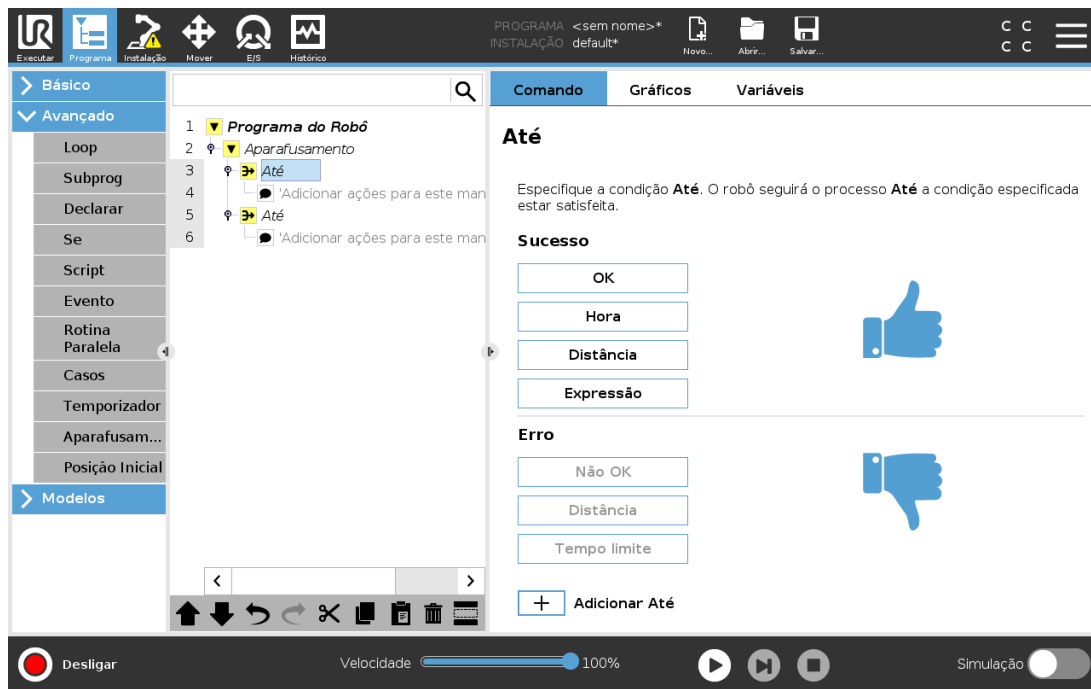 UR
PROGRAMA <sem nome>*
INSTALAÇÃO default*
Executar Programa Instalação Mover E/S Histórico
Novo... Abrir... Salvar...
C C
C C
Básico
Avançado
Loop
Subprog
Declarar
Se
Script
Evento
Rotina
Paralela
Casos
Temporizador
Aparafusam...
Posição Inicial
Modelos
1 Programa do Robô
2 Aparafusamento
3 Até
4 'Adicionar ações para este man
5 Até
6 'Adicionar ações para este man
Comando Gráficos Variáveis
Até
Especifique a condição Até. O robô seguirá o processo Até a condição especificada
estar satisfeita.
Sucesso
OK
Hora
Distância
Expressão
Erro
Não OK
Distância
Tempo limite
Adicionar Até
Desligar
Velocidade 100%
Simulação